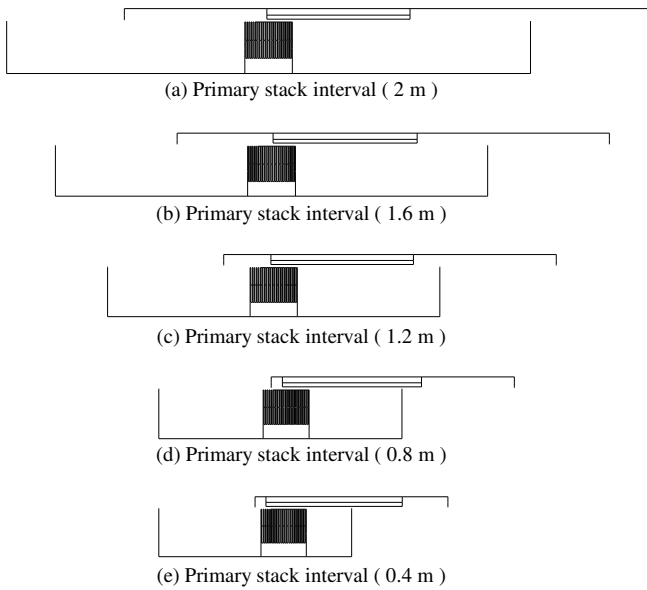 (a) Primary stack interval ( 2 m )
(b) Primary stack interval ( 1.6 m )
(c) Primary stack interval ( 1.2 m )
(d) Primary stack interval ( 0.8 m )
(e) Primary stack interval ( 0.4 m )